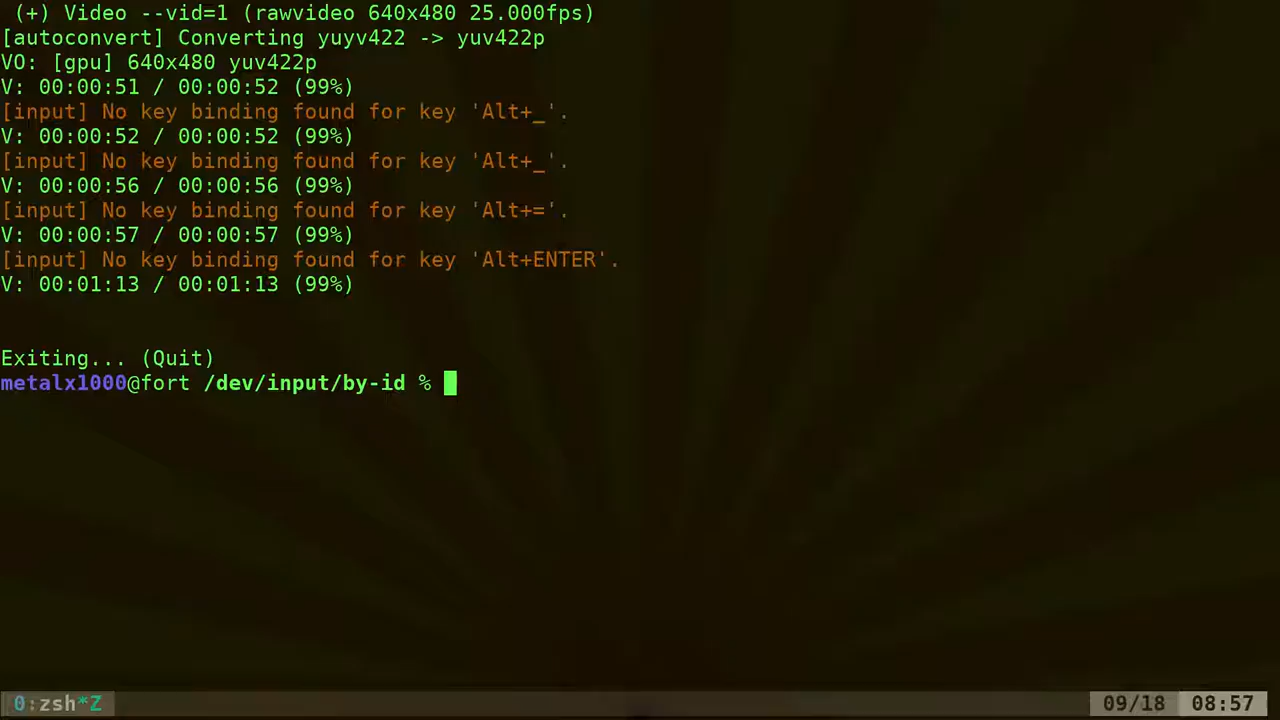 (+) Video --vid=1 (rawvideo 640x480 25.000fps)
[autoconvert] Converting yuyv422 -> yuv422p
VO: [gpu] 640x480 yuv422p
V: 00:00:51 / 00:00:52 (99%)
[input] No key binding found for key 'Alt+_'.
V: 00:00:52 / 00:00:52 (99%)
[input] No key binding found for key 'Alt+_'.
V: 00:00:56 / 00:00:56 (99%)
[input] No key binding found for key 'Alt+='.
V: 00:00:57 / 00:00:57 (99%)
[input] No key binding found for key 'Alt+ENTER'.
V: 00:01:13 / 00:01:13 (99%)
Exiting... (Quit)
metalx1000@fort /dev/input/by-id %
0:zsh*Z 09/18 08:57